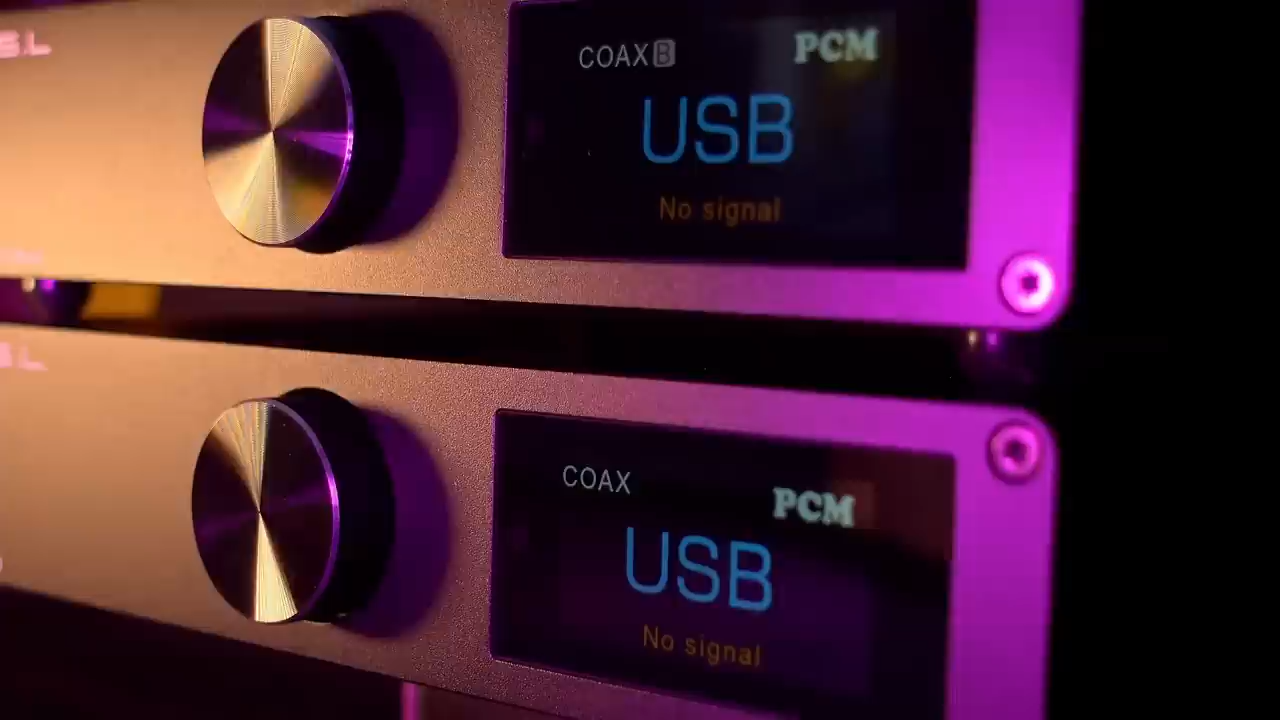 COAX B
PCM
USB
No signal
COAX
PCM
USB
No signal